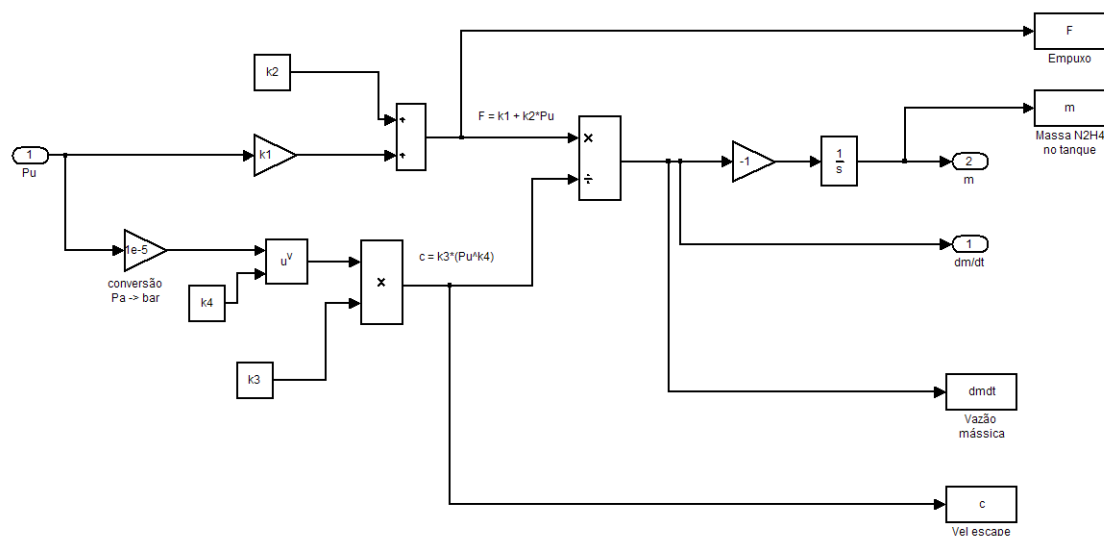 F
Empuxo
k2
m
Massa N2H4
no tanque
F = k1 + k2*Pu
+
+
×
÷
1
Pu
k1
-1
1
s
2
m
1
dm/dt
1e-5
conversão
Pa -> bar
u^v
k4
×
c = k3*(Pu^k4)
k3
dmdt
Vazão
mássica
c
Vel escape